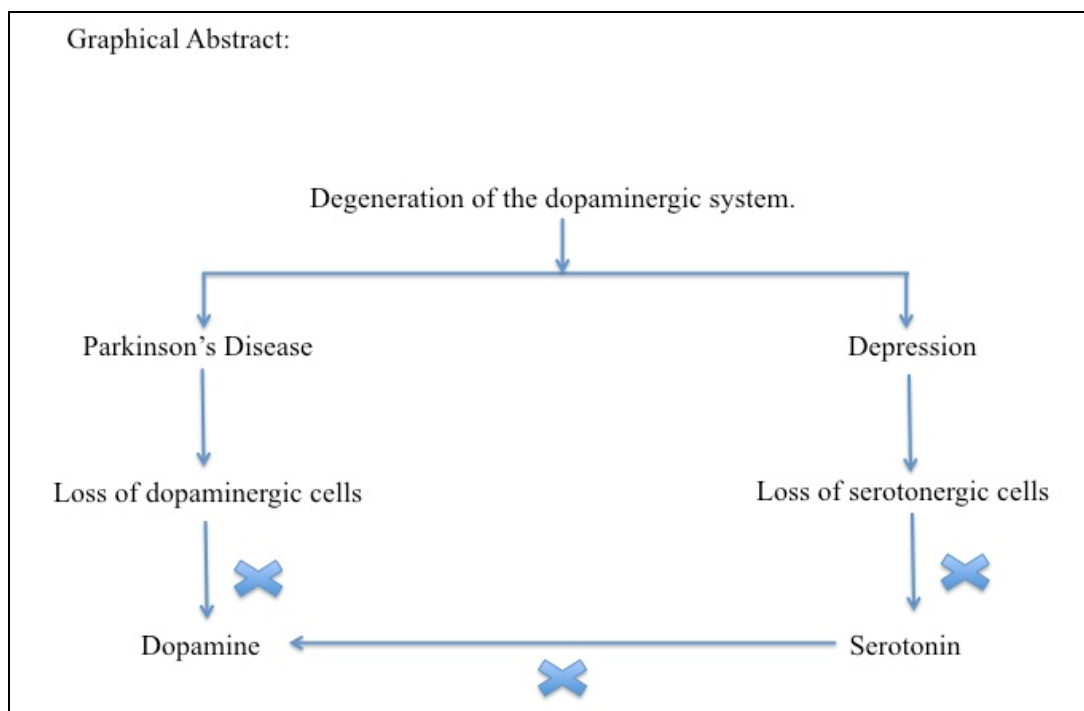 Graphical Abstract:
Degeneration of the dopaminergic system.
Parkinson’s Disease
Depression
Loss of dopaminergic cells
Loss of serotonergic cells
Dopamine
Serotonin